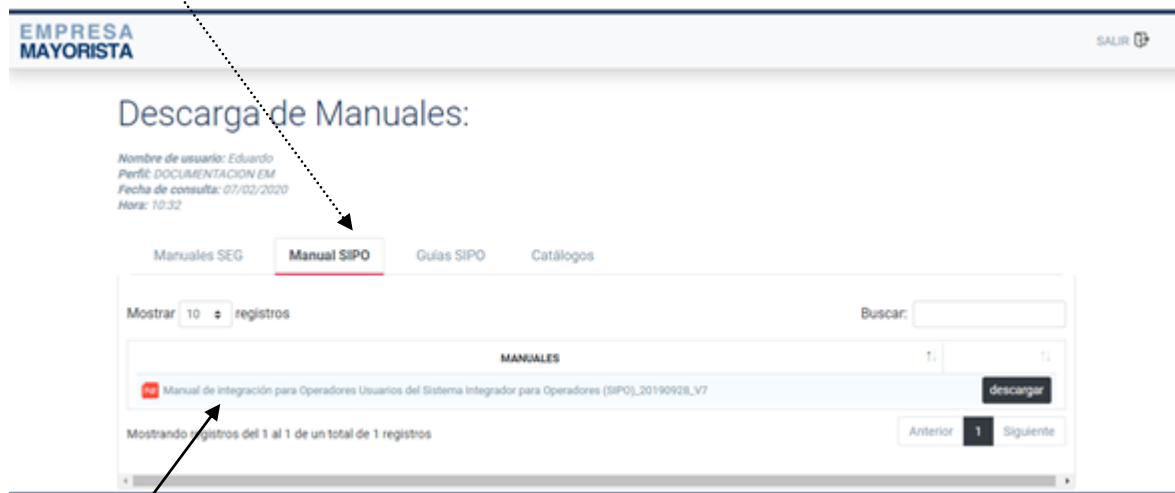 EMPRESA
MAYORISTA
SALIR
Descarga de Manuales:
Nombre de usuario: Eduardo
Perfil: DOCUMENTACION EM
Fecha de consulta: 07/02/2020
Hora: 10:32
Manuales SEG Manual SIPO Guías SIPO Catálogos
Mostrar 10 registros Buscar:
MANUALES
Manual de integración para Operadores Usuarios del Sistema Integrador para Operadores (SIPO)_20190928_V7 descargar
Mostrando registros del 1 al 1 de un total de 1 registros Anterior 1 Siguiente